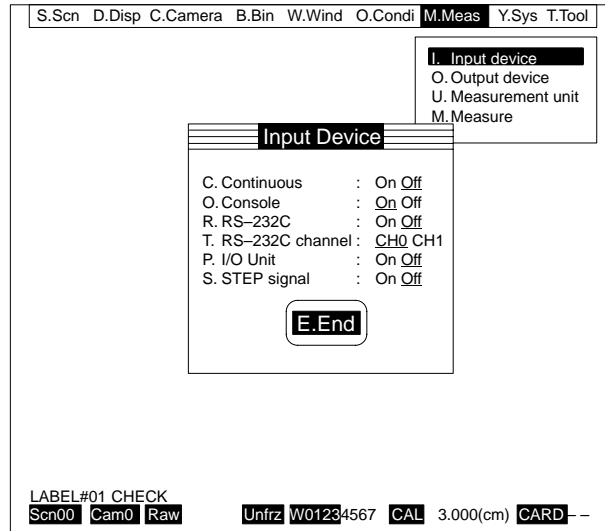 S.Scn D.Disp C.Camera B.Bin W.Wind O.Condi M.Meas Y.Sys T.Tool
I. Input device
O. Output device
U. Measurement unit
M. Measure
Input Device
C. Continuous : On Off
O. Console : On Off
R. RS–232C : On Off
T. RS–232C channel : CH0 CH1
P. I/O Unit : On Off
S. STEP signal : On Off
E.End
LABEL#01 CHECK
Scn00 Cam0 Raw Unfrz W01234567 CAL 3.000(cm) CARD– –